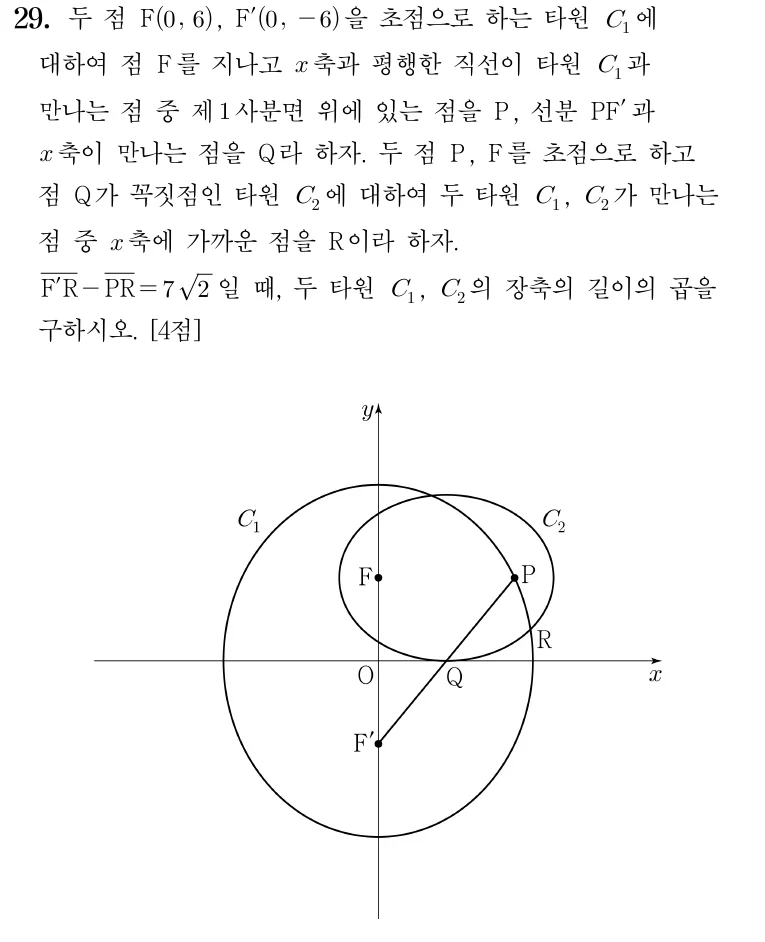 29. 두 점 F(0, 6), F′(0, −6)을 초점으로 하는 타원 C₁에
대하여 점 F를 지나고 x축과 평행한 직선이 타원 C₁과
만나는 점 중 제1사분면 위에 있는 점을 P, 선분 PF′과
x축이 만나는 점을 Q라 하자. 두 점 P, F를 초점으로 하고
점 Q가 꼭짓점인 타원 C₂에 대하여 두 타원 C₁, C₂가 만나는
점 중 x축에 가까운 점을 R이라 하자.
F′R−PR=7√2 일 때, 두 타원 C₁, C₂의 장축의 길이의 곱을
구하시오. [4점]
y
C₁
C₂
F
P
R
O
Q
x
F′